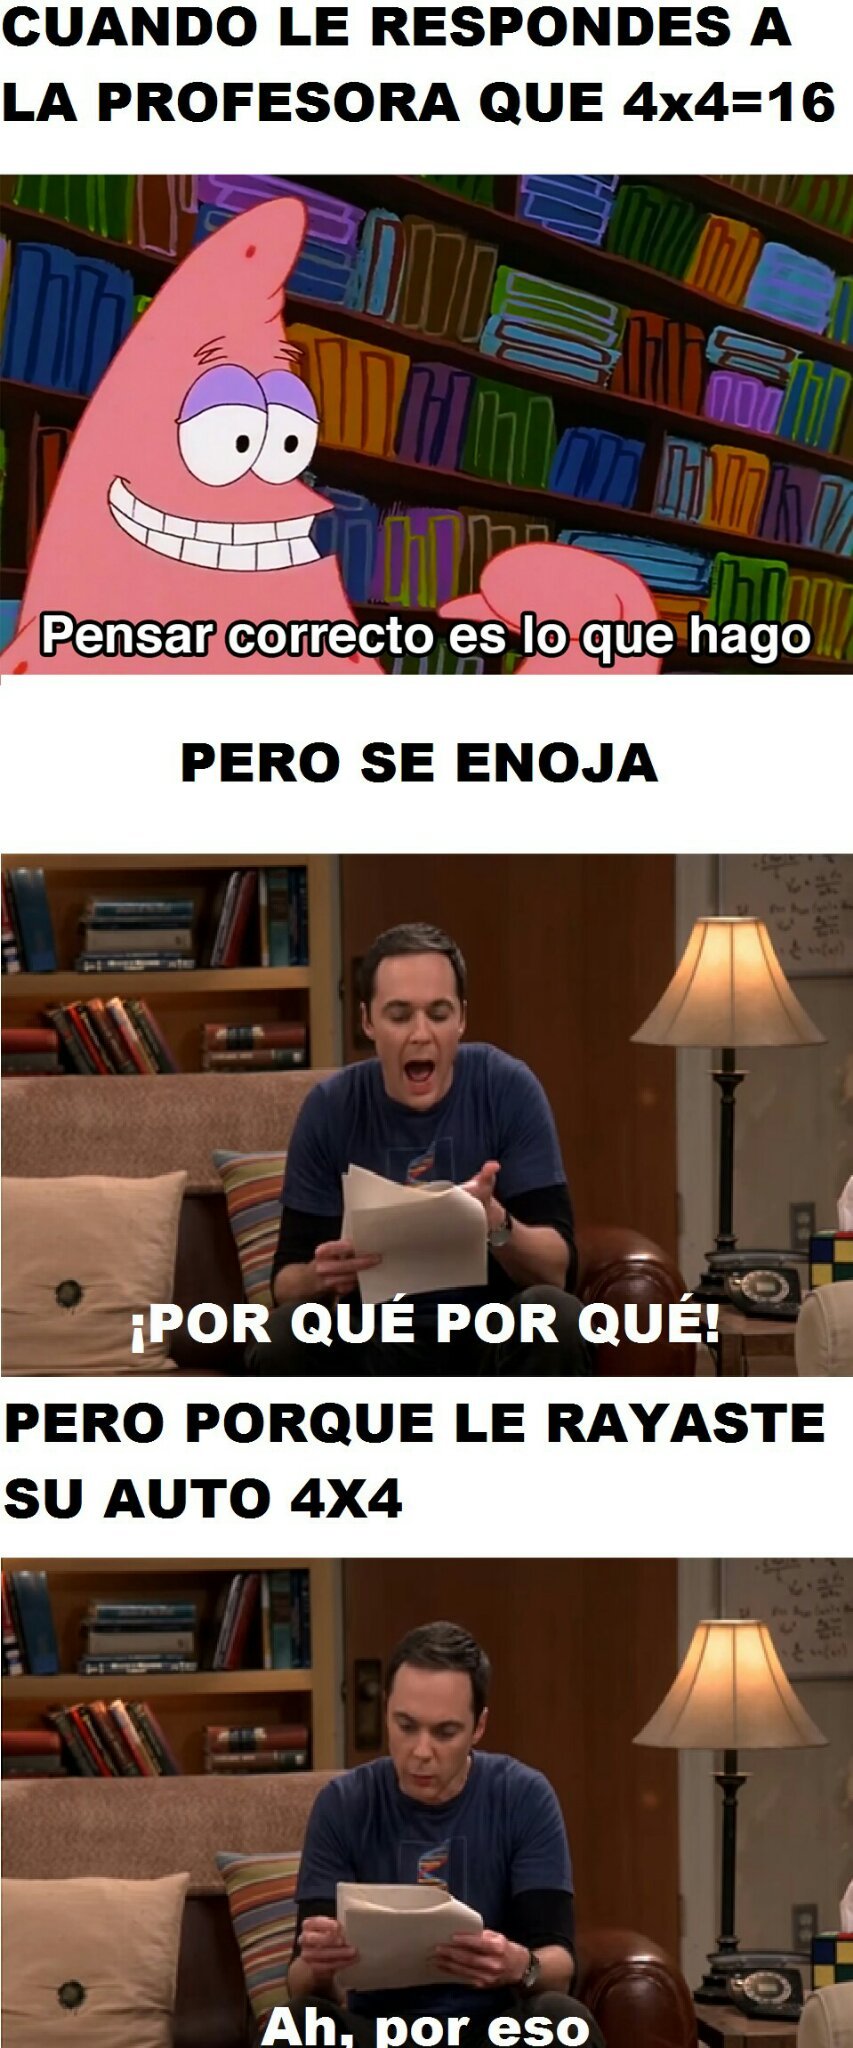 CUANDO LE RESPONDES A
LA PROFESORA QUE 4x4=16
Pensar correcto es lo que hago
PERO SE ENOJA
¡POR QUÉ POR QUÉ!
PERO PORQUE LE RAYASTE
SU AUTO 4X4
Ah, por eso